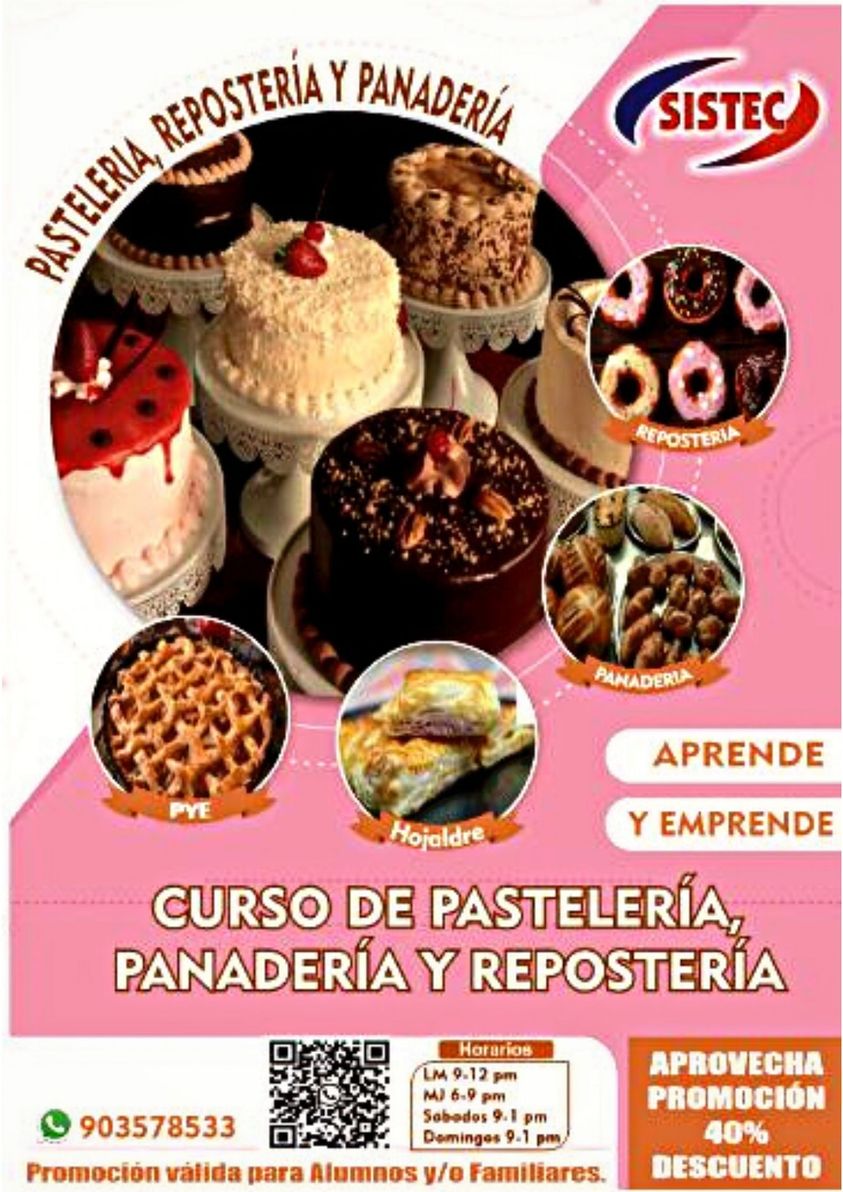 PASTELERIA, REPOSTERÍA Y PANADERÍA
SISTEC
REPOSTERIA
PANADERIA
PYE
Hojaldre
APRENDE
Y EMPRENDE
CURSO DE PASTELERÍA,
PANADERÍA Y REPOSTERÍA
Horarios
LM 9-12 pm
MJ 6-9 pm
Sabados 9-1 pm
Domingos 9-1 pm
903578533
Promoción válida para Alumnos y/o Familiares.
APROVECHA
PROMOCIÓN
40%
DESCUENTO